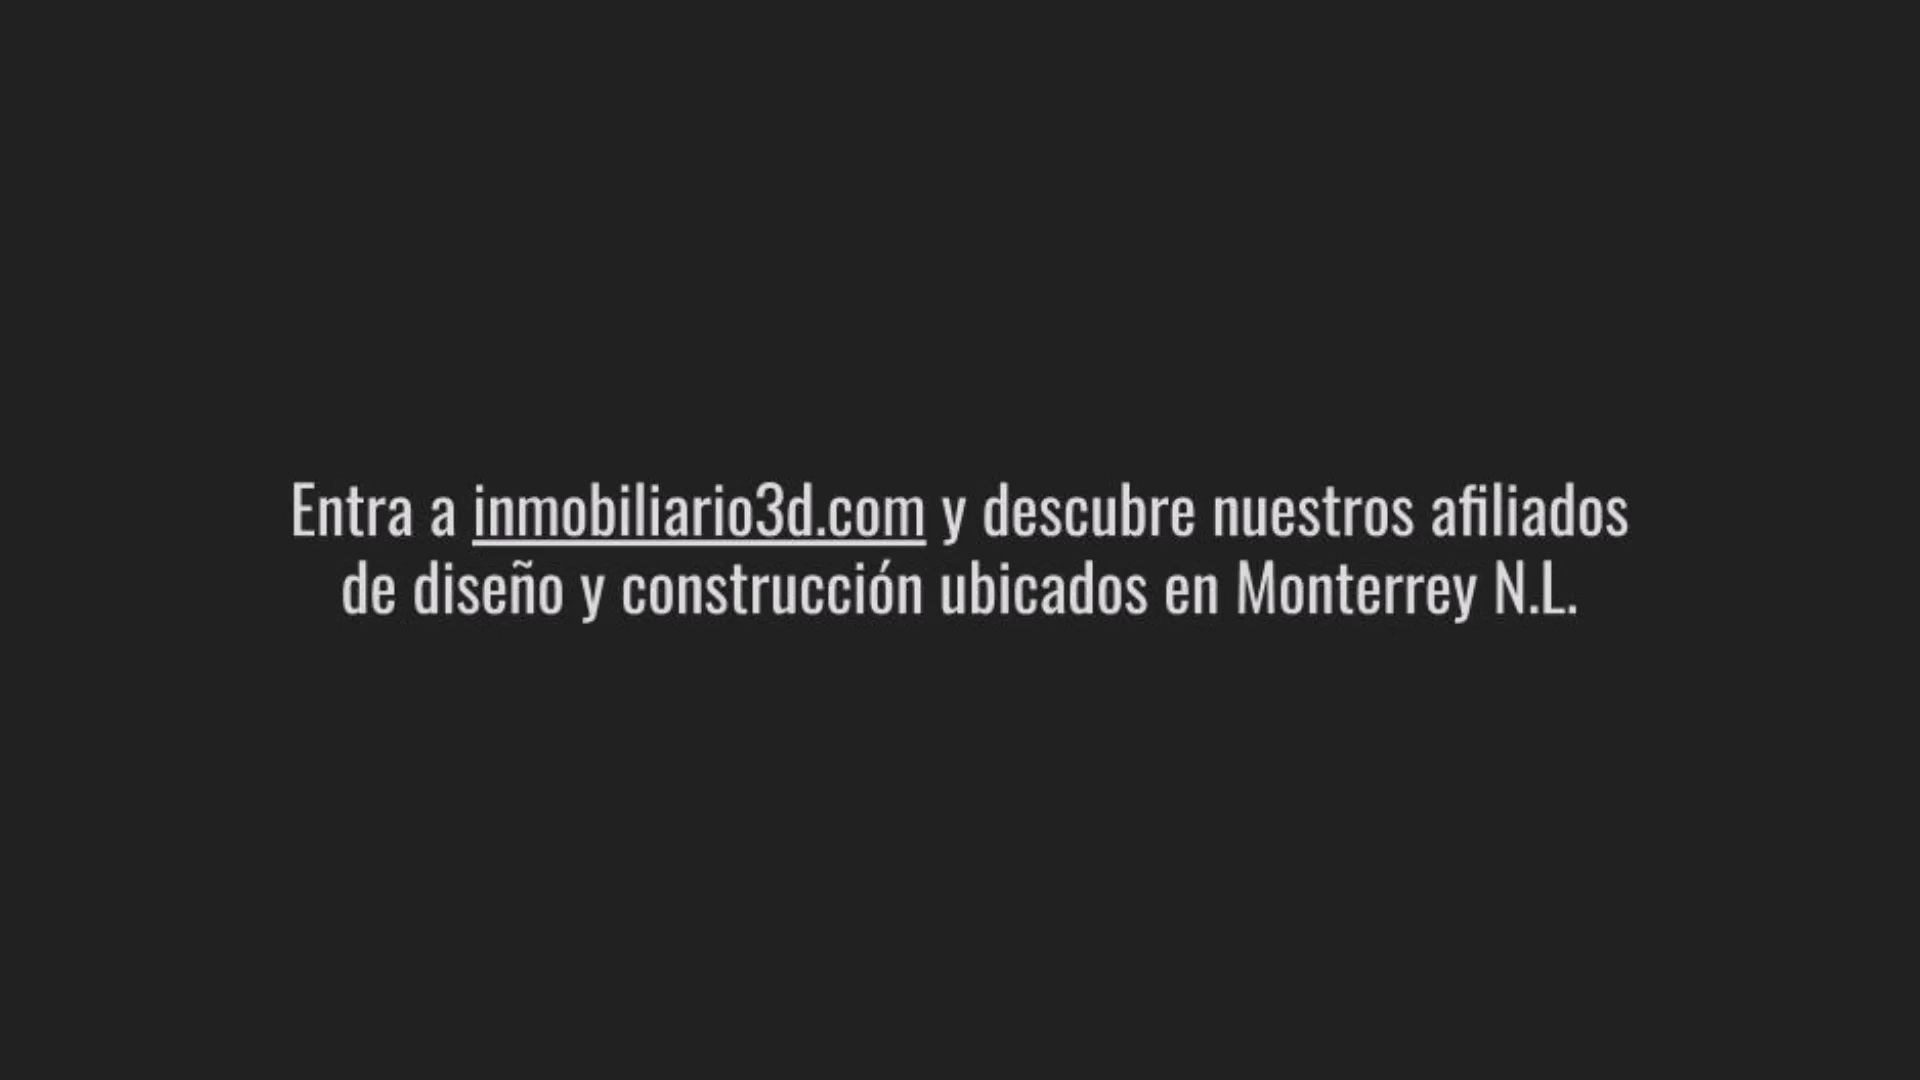 Entra a inmobiliario3d.com y descubre nuestros afiliados
de diseño y construcción ubicados en Monterrey N.L.